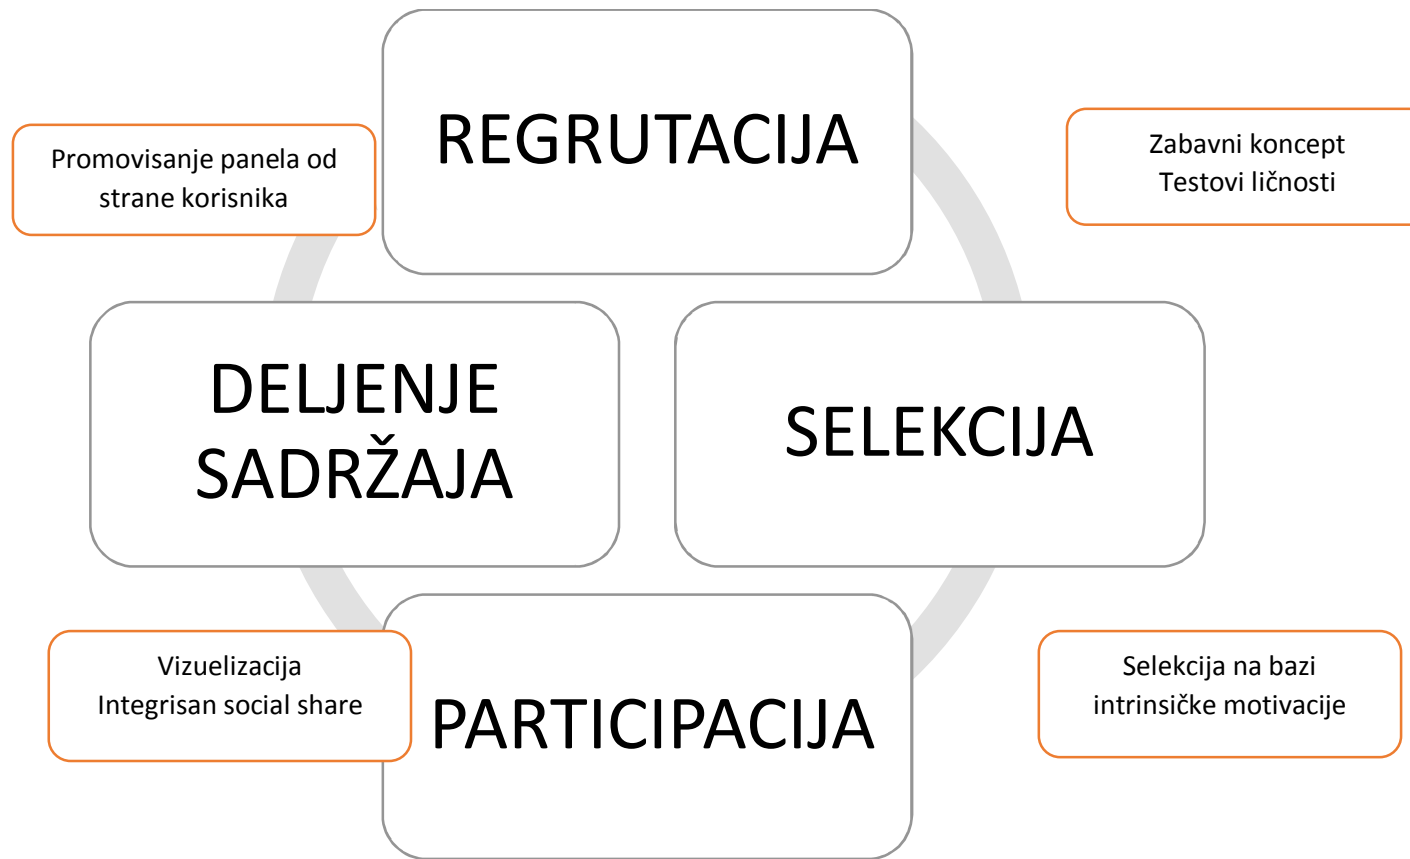 REGRUTACIJA
Promovisanje panela od
strane korisnika
Zabavni koncept
Testovi ličnosti
DELJENJE
SADRŽAJA
SELEKCIJA
Vizuelizacija
Integrisan social share
PARTICIPACIJA
Selekcija na bazi
intrinsičke motivacije